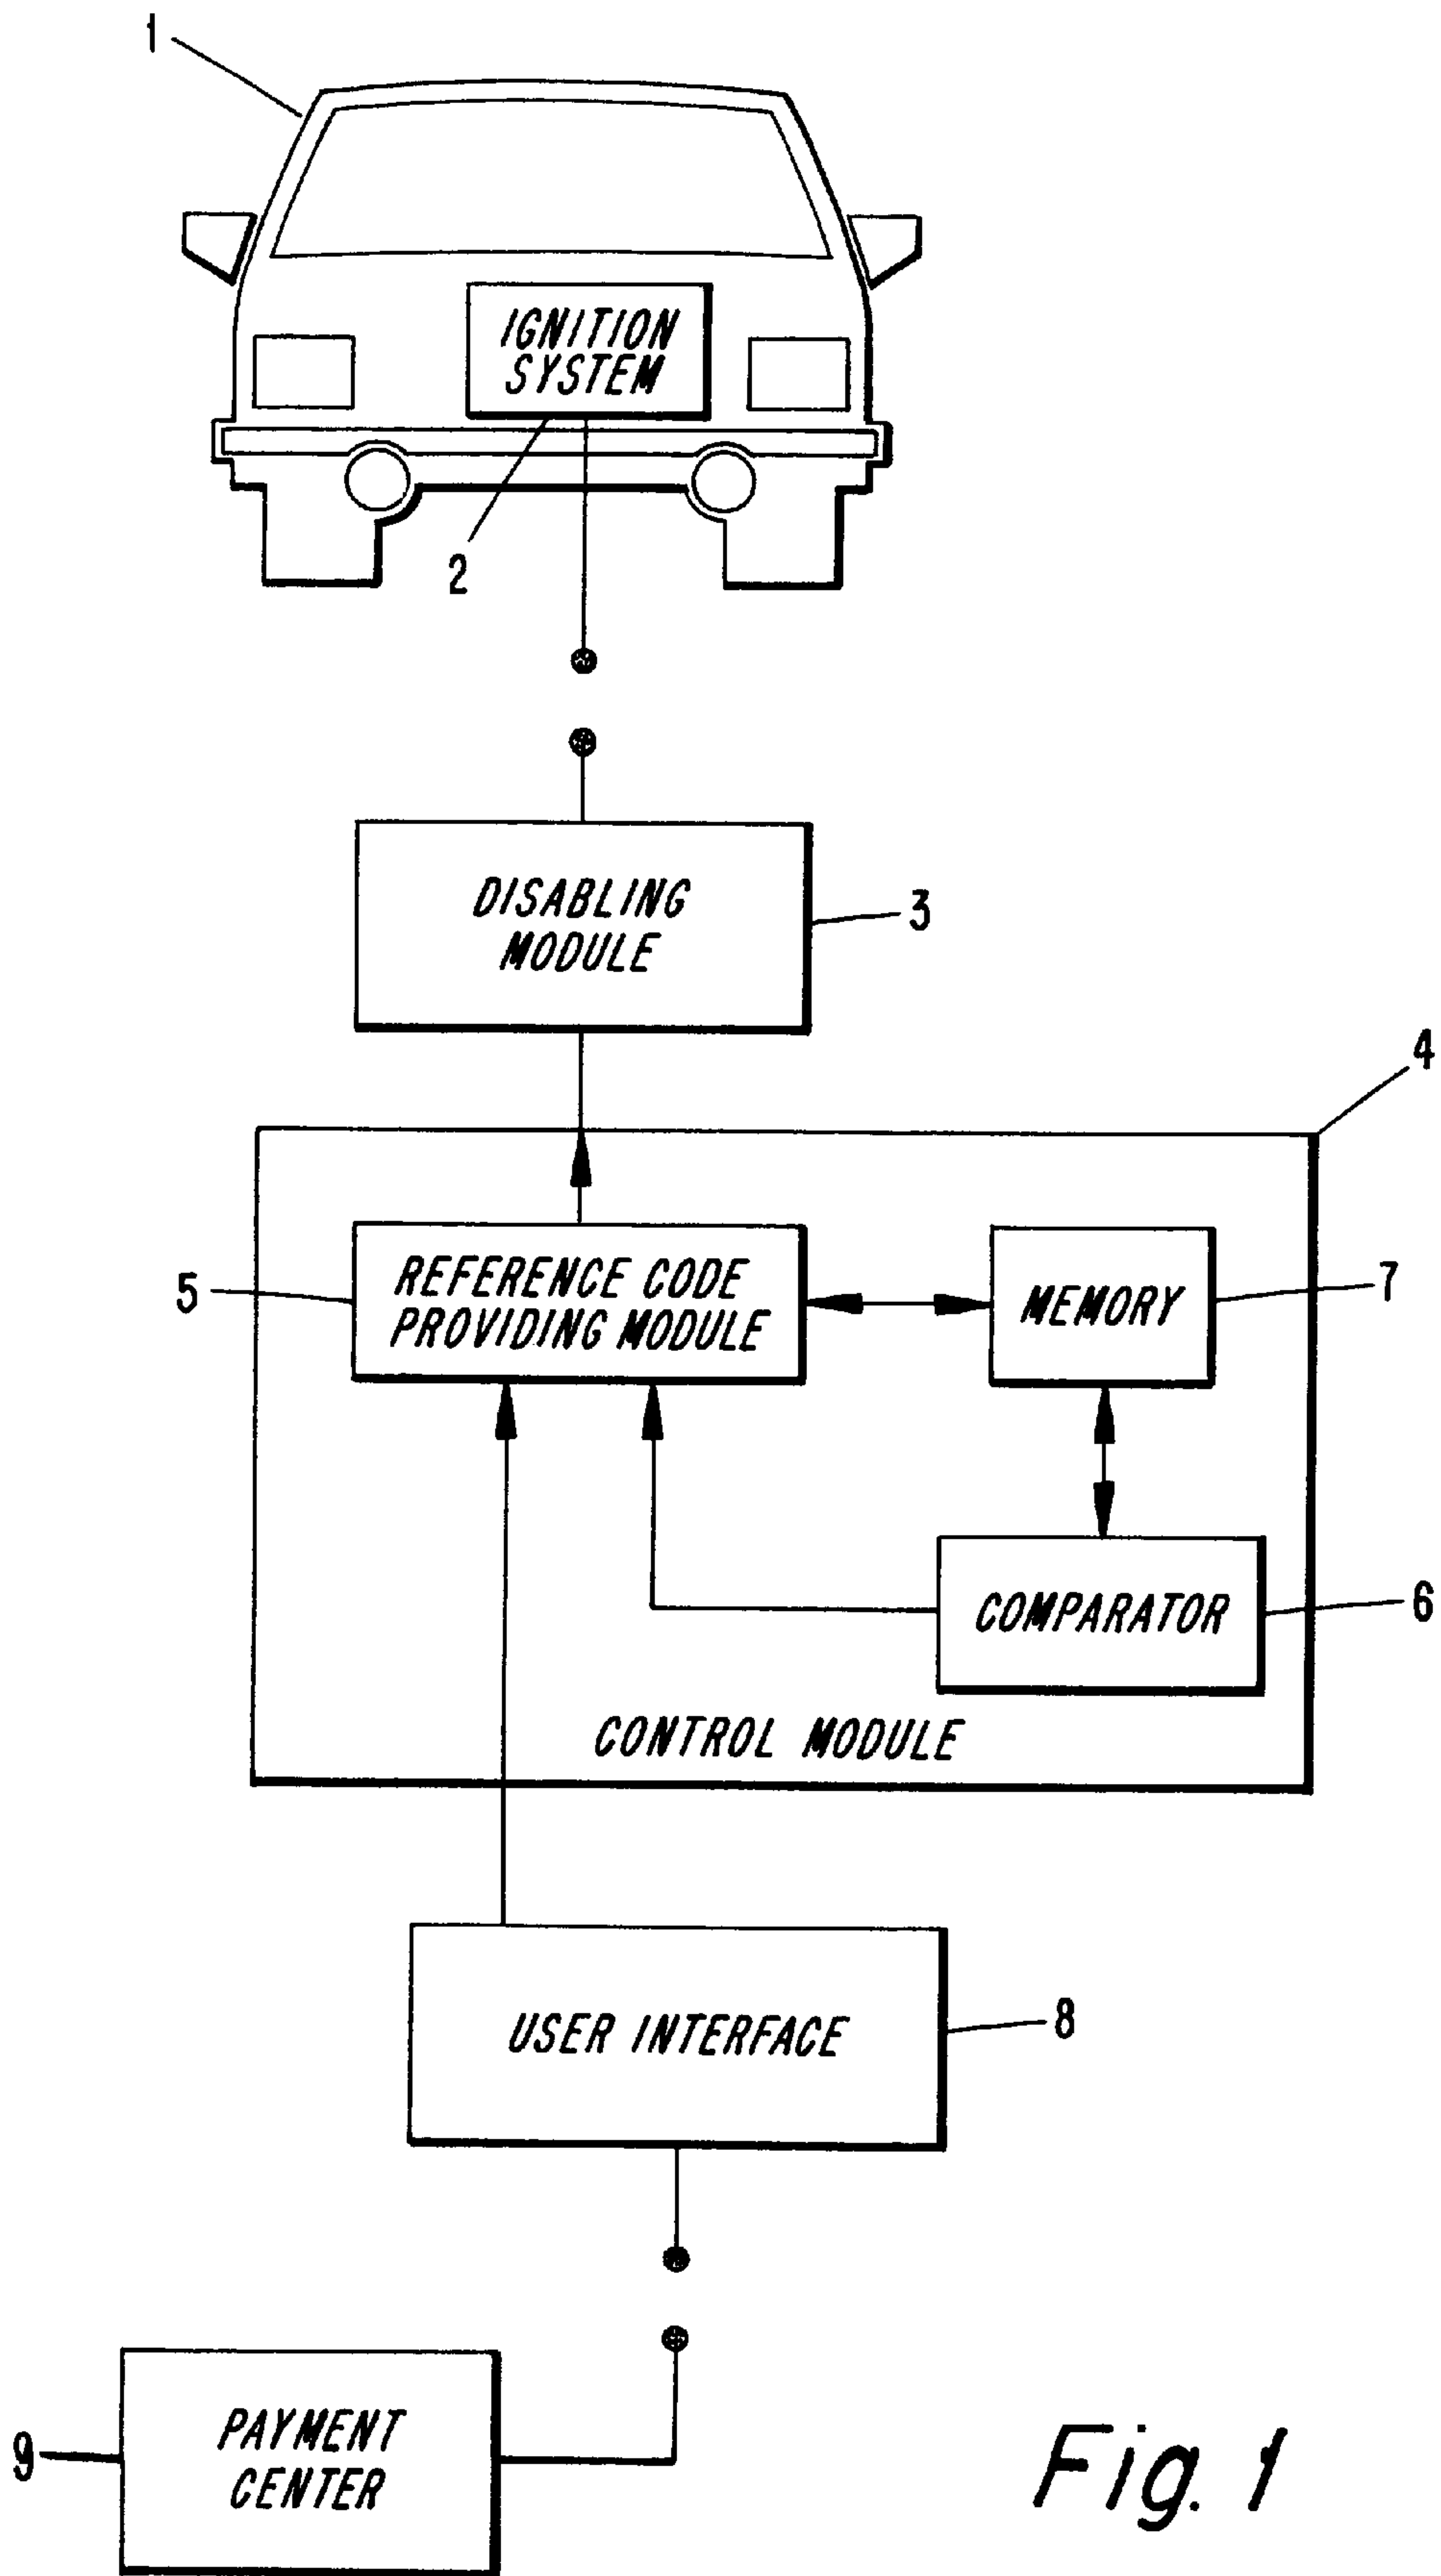 1
IGNITION
SYSTEM
2
DISABLING
MODULE
3
4
REFERENCE CODE
PROVIDING MODULE
5
MEMORY
7
COMPARATOR
6
CONTROL MODULE
USER INTERFACE
8
PAYMENT
CENTER
9
Fig. 1